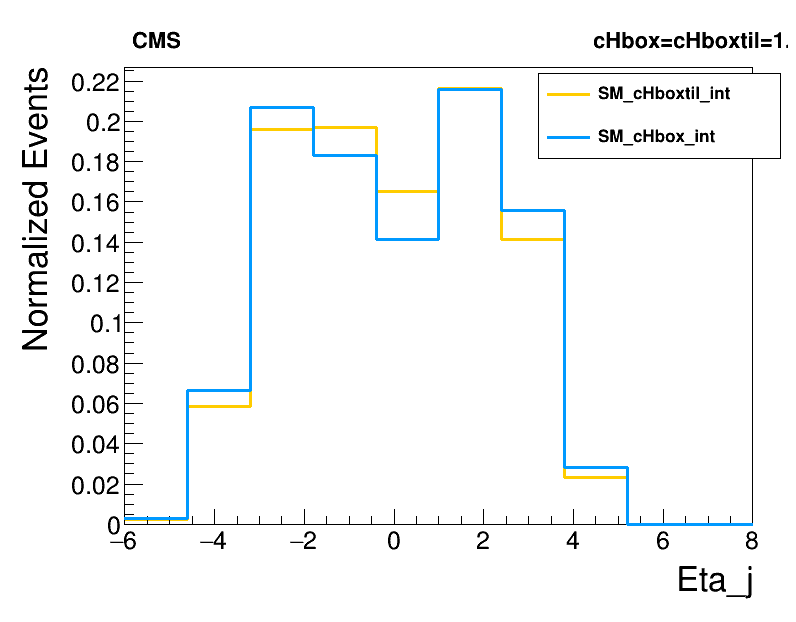 CMS
cHbox=cHboxtil=1.
SM_cHboxtil_int
SM_cHbox_int
Normalized Events
0.22
0.2
0.18
0.16
0.14
0.12
0.1
0.08
0.06
0.04
0.02
0
−6 −4 −2 0 2 4 6 8
Eta_j